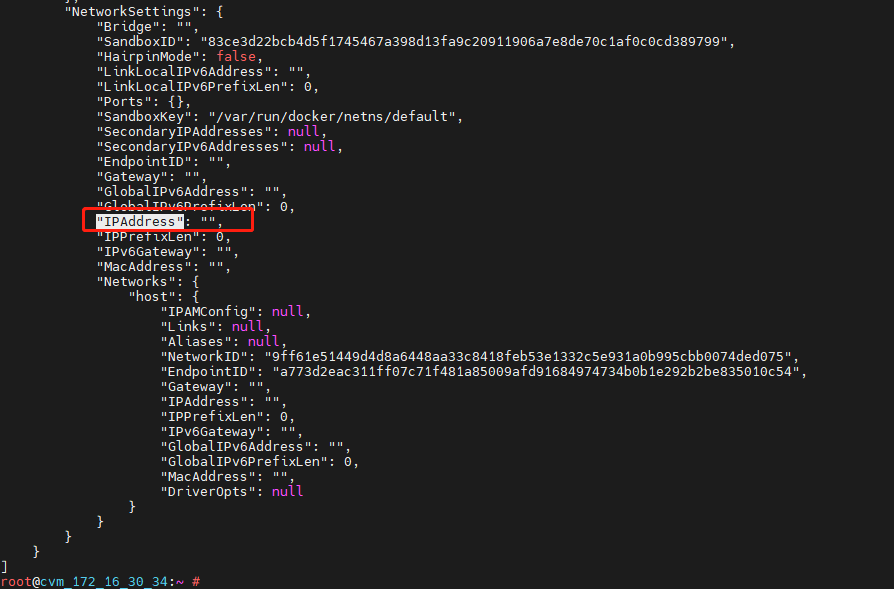 },
"NetworkSettings": {
"Bridge": "",
"SandboxID": "83ce3d22bcb4d5f1745467a398d13fa9c20911906a7e8de70c1af0c0cd389799",
"HairpinMode": false,
"LinkLocalIPv6Address": "",
"LinkLocalIPv6PrefixLen": 0,
"Ports": {},
"SandboxKey": "/var/run/docker/netns/default",
"SecondaryIPAddresses": null,
"SecondaryIPv6Addresses": null,
"EndpointID": "",
"Gateway": "",
"GlobalIPv6Address": "",
"GlobalIPv6PrefixLen": 0,
"IPAddress": "",
"IPPrefixLen": 0,
"IPv6Gateway": "",
"MacAddress": "",
"Networks": {
"host": {
"IPAMConfig": null,
"Links": null,
"Aliases": null,
"NetworkID": "9ff61e51449d4d8a6448aa33c8418feb53e1332c5e931a0b995cbb0074ded075",
"EndpointID": "a773d2eac311ff07c71f481a85009afd91684974734b0b1e292b2be835010c54",
"Gateway": "",
"IPAddress": "",
"IPPrefixLen": 0,
"IPv6Gateway": "",
"GlobalIPv6Address": "",
"GlobalIPv6PrefixLen": 0,
"MacAddress": "",
"DriverOpts": null
}
}
}
}
]
root@cvm_172_16_30_34:~ #